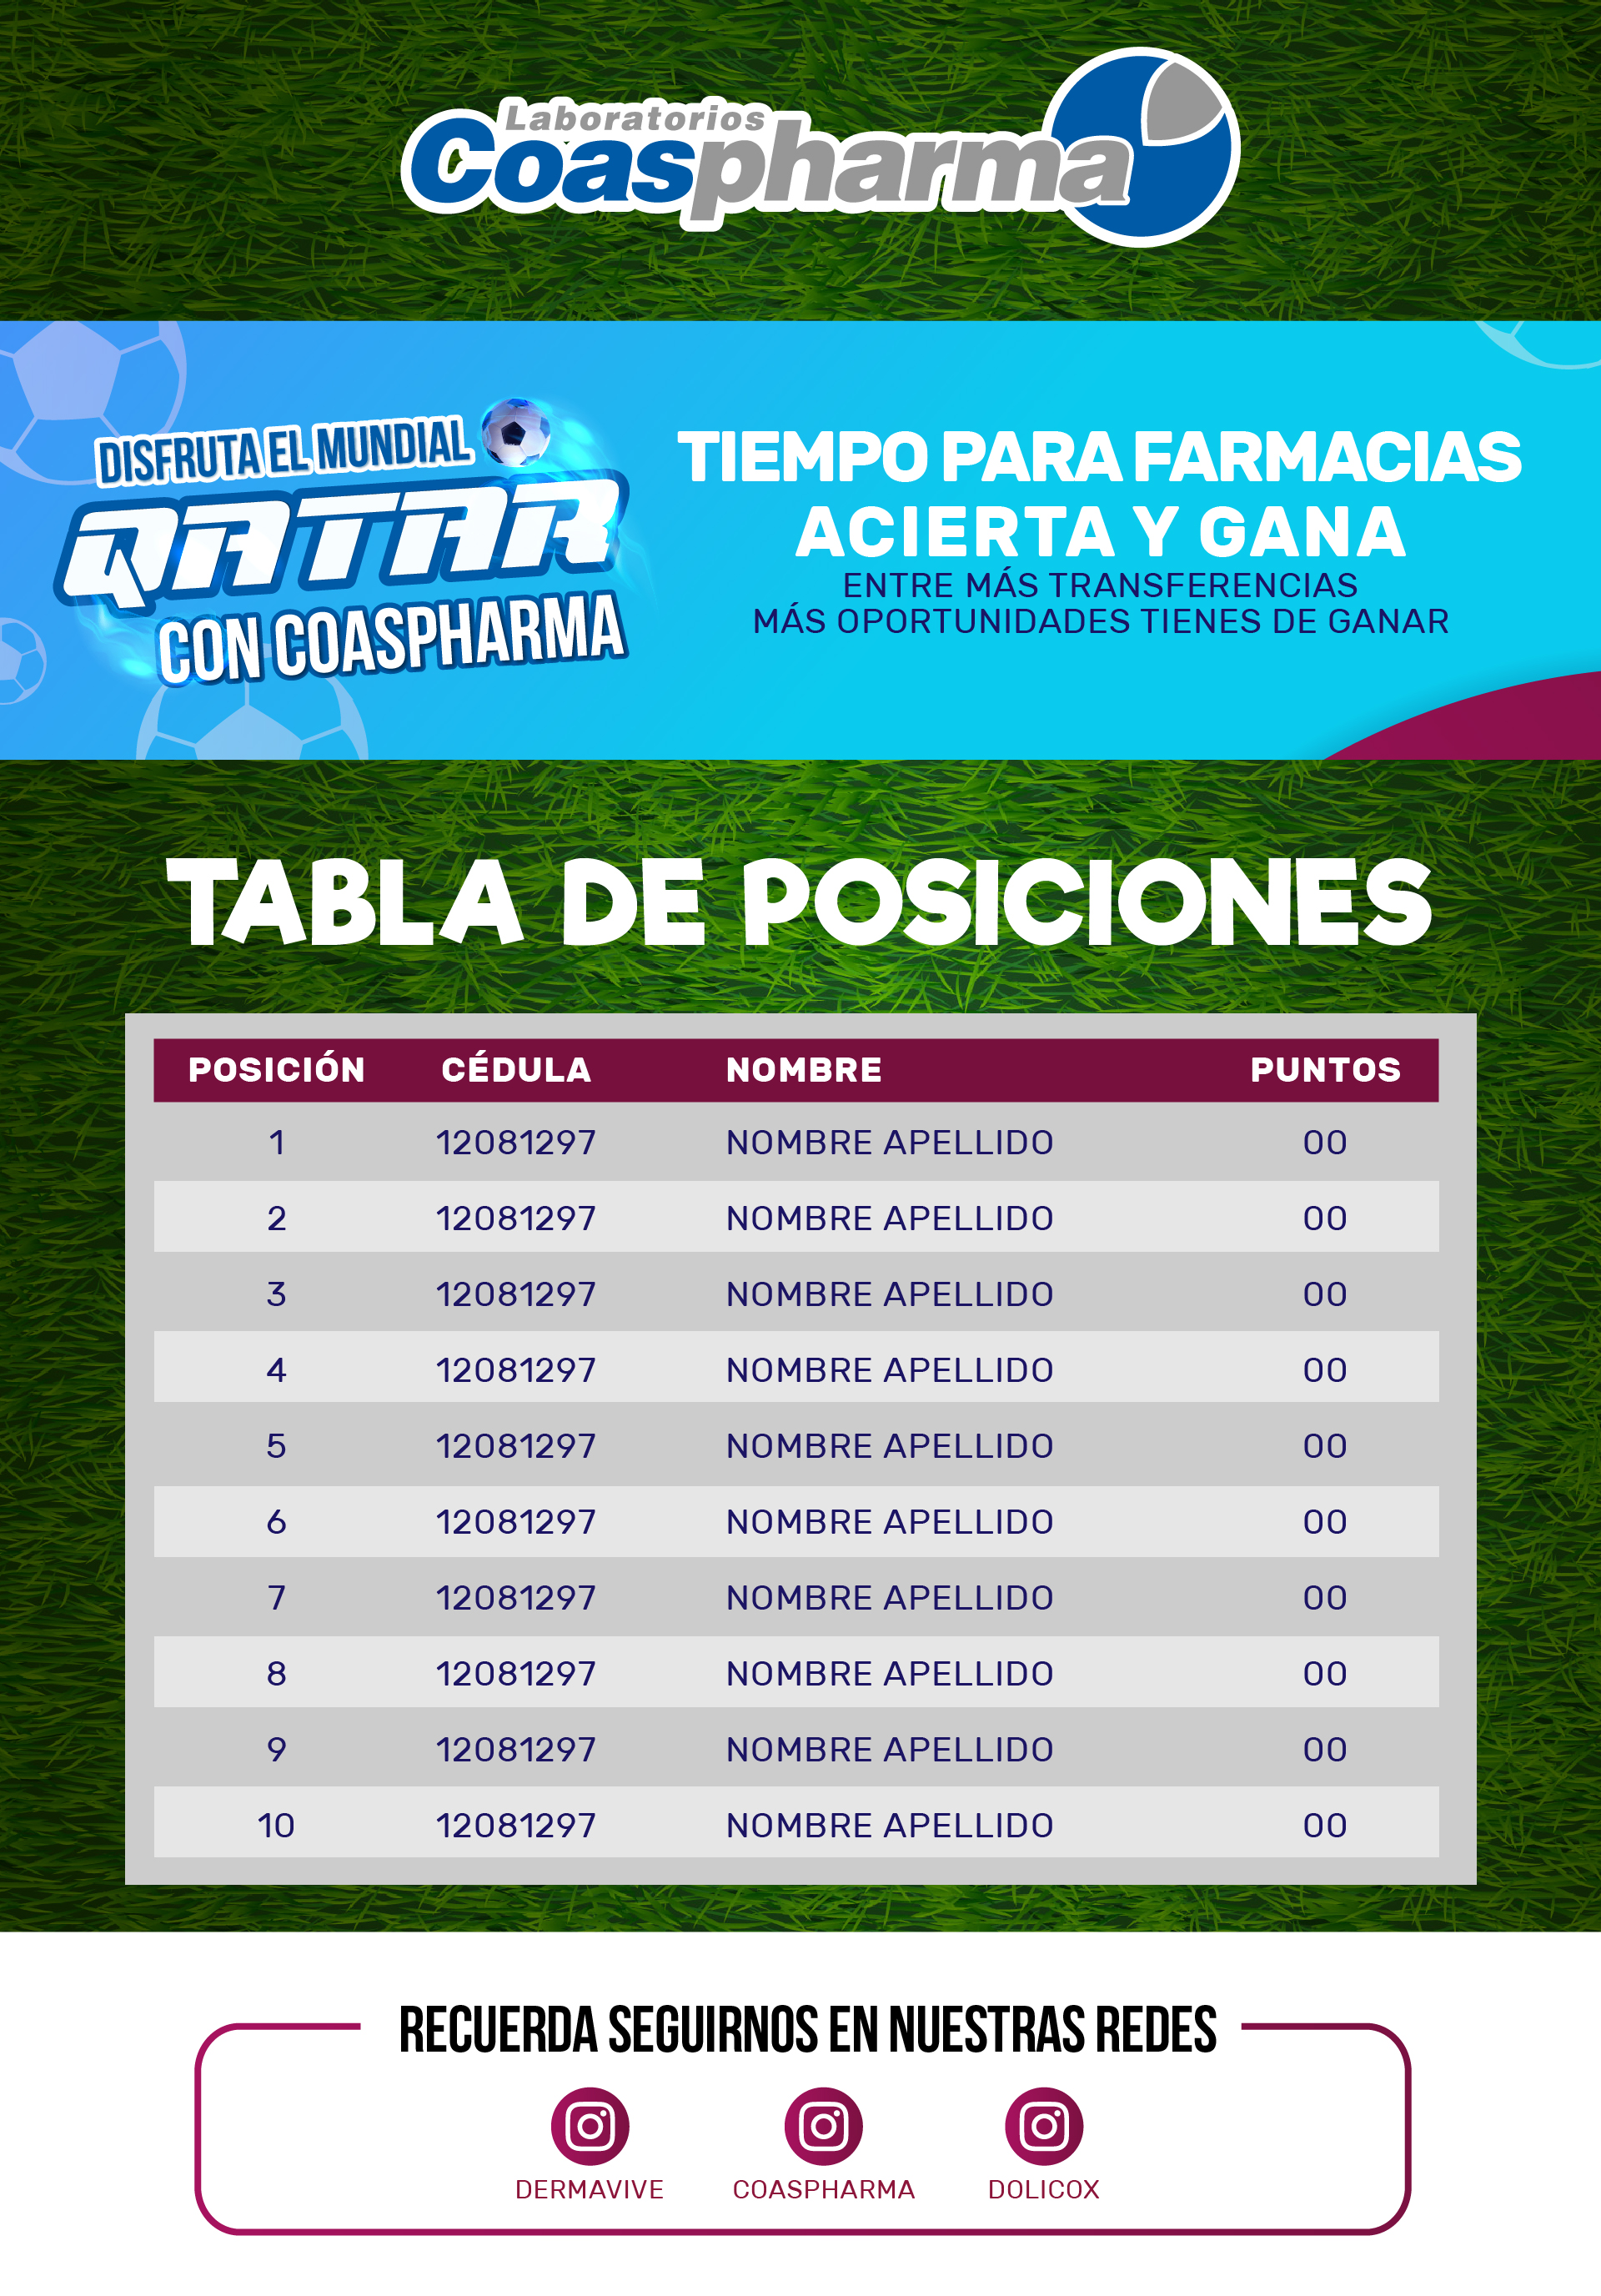 Laboratorios
Coaspharma
DISFRUTA EL MUNDIAL
QATAR
CON COASPHARMA
TIEMPO PARA FARMACIAS
ACIERTA Y GANA
ENTRE MÁS TRANSFERENCIAS
MÁS OPORTUNIDADES TIENES DE GANAR
TABLA DE POSICIONES
POSICIÓN CÉDULA NOMBRE PUNTOS
1 12081297 NOMBRE APELLIDO 00
2 12081297 NOMBRE APELLIDO 00
3 12081297 NOMBRE APELLIDO 00
4 12081297 NOMBRE APELLIDO 00
5 12081297 NOMBRE APELLIDO 00
6 12081297 NOMBRE APELLIDO 00
7 12081297 NOMBRE APELLIDO 00
8 12081297 NOMBRE APELLIDO 00
9 12081297 NOMBRE APELLIDO 00
10 12081297 NOMBRE APELLIDO 00
RECUERDA SEGUIRNOS EN NUESTRAS REDES
DERMAVIVE COASPHARMA DOLICOX